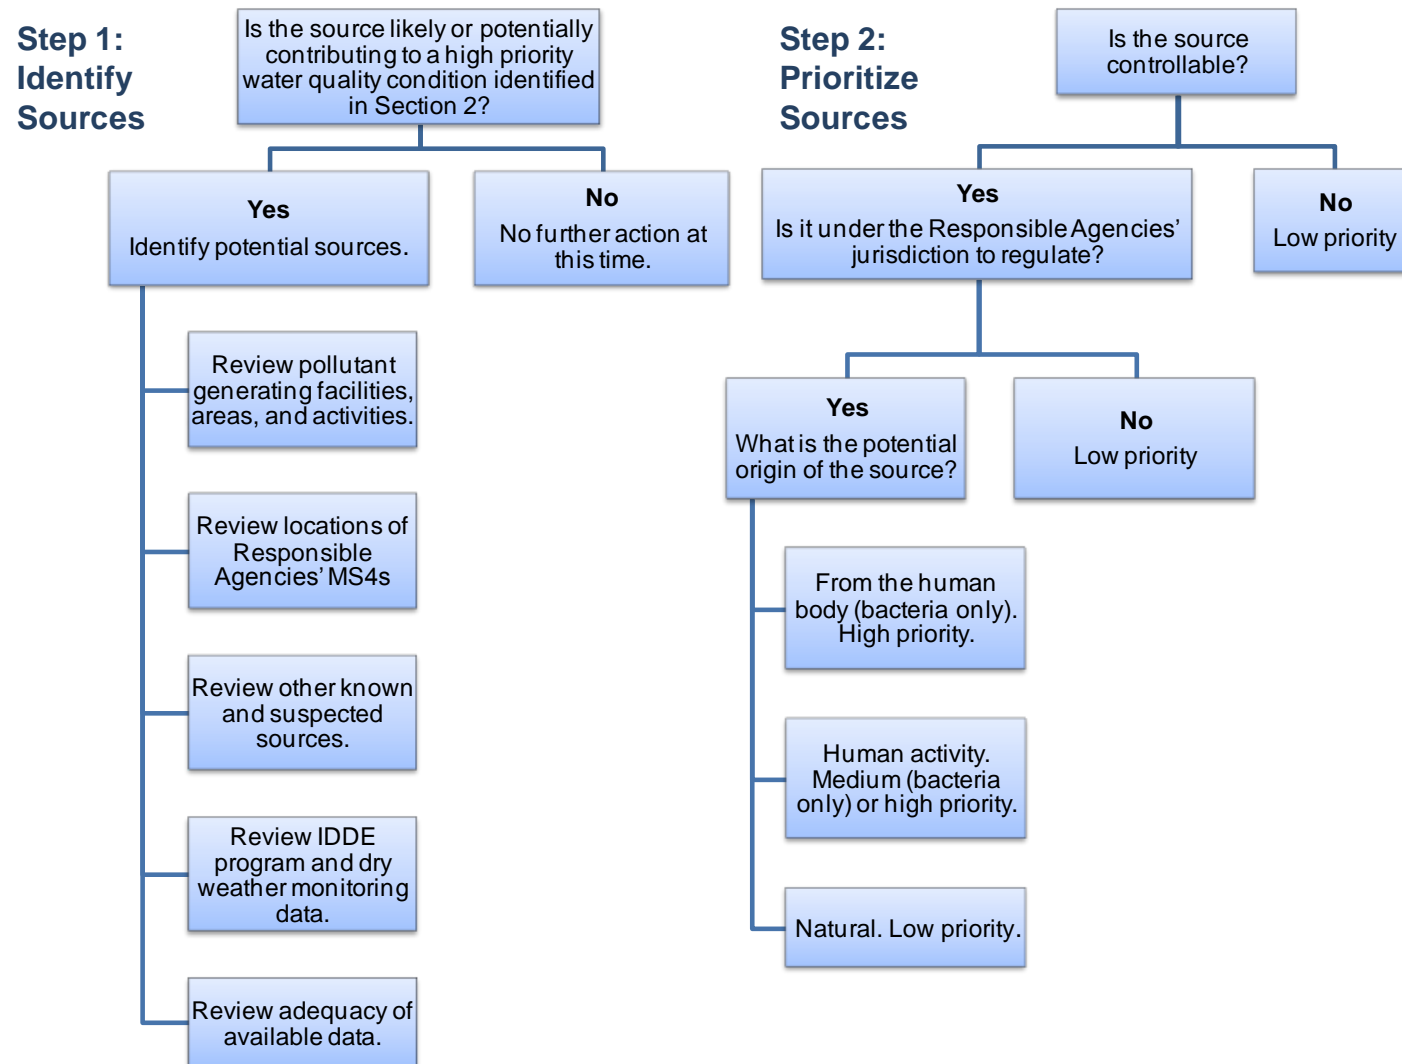 Step 1:
Identify
Sources
Is the source likely or potentially
contributing to a high priority
water quality condition identified
in Section 2?
Yes
Identify potential sources.
No
No further action at
this time.
Review pollutant
generating facilities,
areas, and activities.
Review locations of
Responsible
Agencies' MS4s
Review other known
and suspected
sources.
Review IDDE
program and dry
weather monitoring
data.
Review adequacy of
available data.
Step 2:
Prioritize
Sources
Is the source
controllable?
Yes
Is it under the Responsible Agencies'
jurisdiction to regulate?
No
Low priority
Yes
What is the potential
origin of the source?
No
Low priority
From the human
body (bacteria only).
High priority.
Human activity.
Medium (bacteria
only) or high priority.
Natural. Low priority.